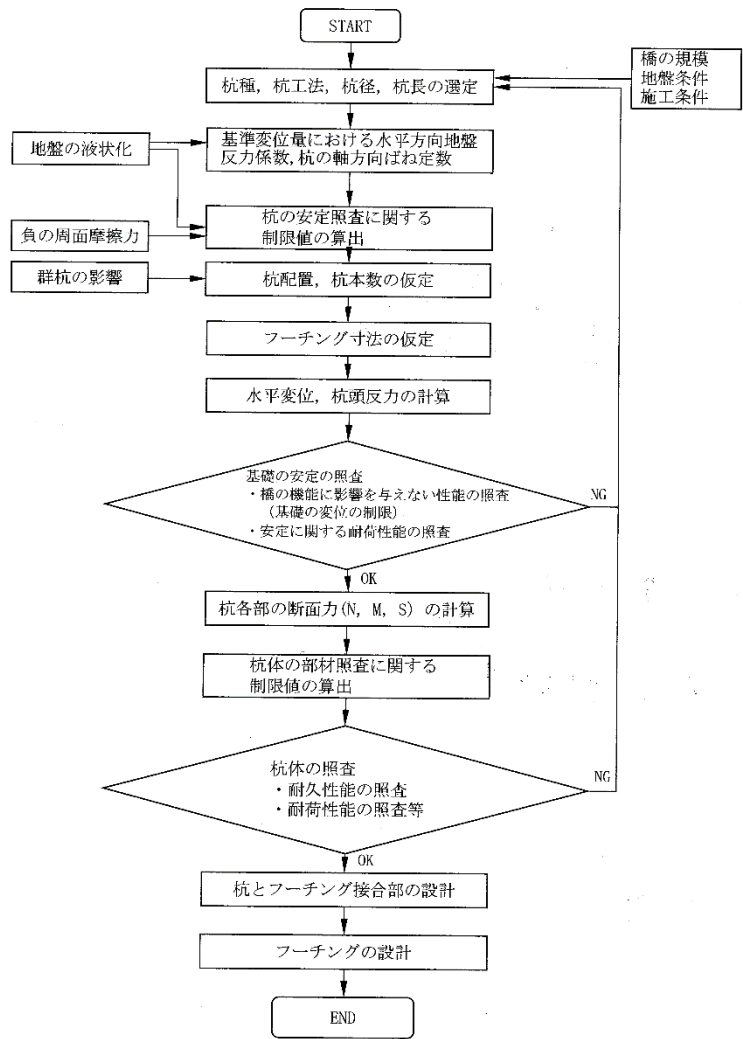 START
橋の規模
地盤条件
施工条件
杭種，杭工法，杭径，杭長の選定
地盤の液状化
基準変位量における水平方向地盤
反力係数,杭の軸方向ばね定数
負の周面摩擦力
杭の安定照査に関する
制限値の算出
群杭の影響
杭配置，杭本数の仮定
フーチング寸法の仮定
水平変位，杭頭反力の計算
基礎の安定の照査
・橋の機能に影響を与えない性能の照査
（基礎の変位の制限）
・安定に関する耐荷性能の照査
NG
OK
杭各部の断面力(N, M, S) の計算
杭体の部材照査に関する
制限値の算出
杭体の照査
・耐久性能の照査
・耐荷性能の照査等
NG
OK
杭とフーチング接合部の設計
フーチングの設計
END